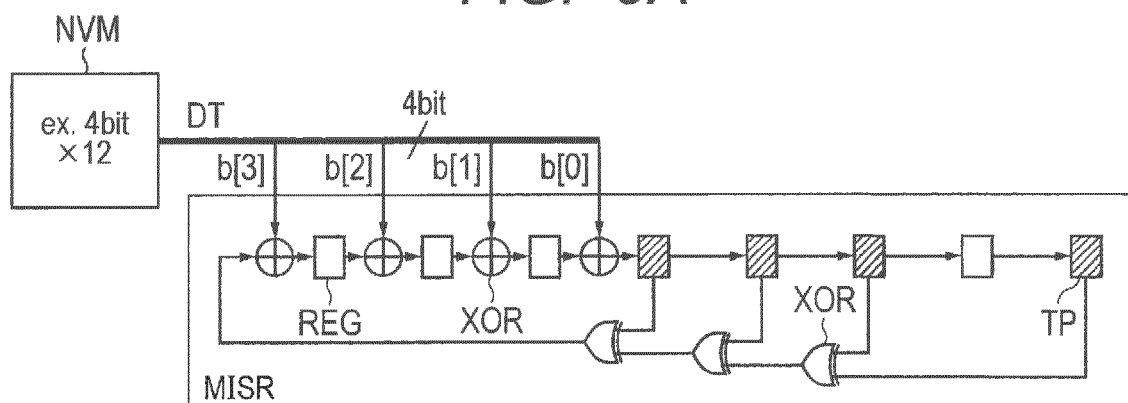 NVM
ex. 4bit
×12
DT
4bit
b[3]
b[2]
b[1]
b[0]
REG
XOR
XOR
TP
MISR